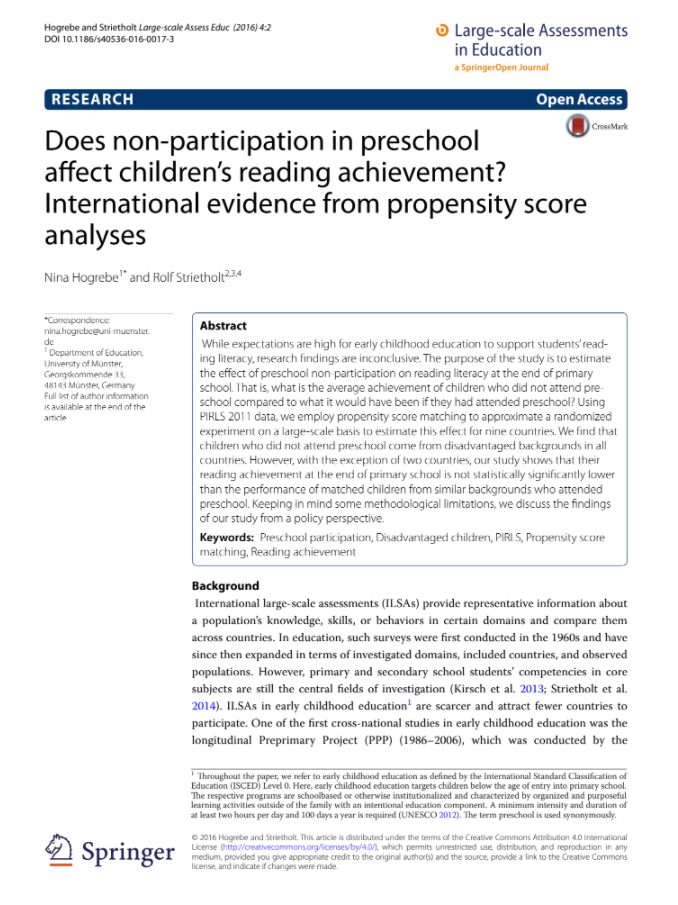 Hogrebe and Strietholt Large-scale Assess Educ (2016) 4:2
DOI 10.1186/s40536-016-0017-3
Large-scale Assessments
in Education
a SpringerOpen Journal
RESEARCH
Open Access
CrossMark
Does non-participation in preschool
affect children's reading achievement?
International evidence from propensity score
analyses
Nina Hogrebe1* and Rolf Strietholt2,3,4
*Correspondence:
nina.hogrebe@uni-muenster.
de
1 Department of Education,
University of Münster,
Georgskommende 33,
48143 Münster, Germany
Full list of author information
is available at the end of the
article
Abstract
While expectations are high for early childhood education to support students' read-
ing literacy, research findings are inconclusive. The purpose of the study is to estimate
the effect of preschool non-participation on reading literacy at the end of primary
school. That is, what is the average achievement of children who did not attend pre-
school compared to what it would have been if they had attended preschool? Using
PIRLS 2011 data, we employ propensity score matching to approximate a randomized
experiment on a large-scale basis to estimate this effect for nine countries. We find that
children who did not attend preschool come from disadvantaged backgrounds in all
countries. However, with the exception of two countries, our study shows that their
reading achievement at the end of primary school is not statistically significantly lower
than the performance of matched children from similar backgrounds who attended
preschool. Keeping in mind some methodological limitations, we discuss the findings
of our study from a policy perspective.
Keywords: Preschool participation, Disadvantaged children, PIRLS, Propensity score
matching, Reading achievement
Background
International large-scale assessments (ILSAs) provide representative information about
a population's knowledge, skills, or behaviors in certain domains and compare them
across countries. In education, such surveys were first conducted in the 1960s and have
since then expanded in terms of investigated domains, included countries, and observed
populations. However, primary and secondary school students' competencies in core
subjects are still the central fields of investigation (Kirsch et al. 2013; Strietholt et al.
2014). ILSAs in early childhood education1 are scarcer and attract fewer countries to
participate. One of the first cross-national studies in early childhood education was the
longitudinal Preprimary Project (PPP) (1986–2006), which was conducted by the
1 Throughout the paper, we refer to early childhood education as defined by the International Standard Classification of
Education (ISCED) Level 0. Here, early childhood education targets children below the age of entry into primary school.
The respective programs are schoolbased or otherwise institutionalized and characterized by organized and purposeful
learning activities outside of the family with an intentional education component. A minimum intensity and duration of
at least two hours per day and 100 days a year is required (UNESCO 2012). The term preschool is used synonymously.
Springer
© 2016 Hogrebe and Strietholt. This article is distributed under the terms of the Creative Commons Attribution 4.0 International
License (http://creativecommons.org/licenses/by/4.0/), which permits unrestricted use, distribution, and reproduction in any
medium, provided you give appropriate credit to the original author(s) and the source, provide a link to the Creative Commons
license, and indicate if changes were made.